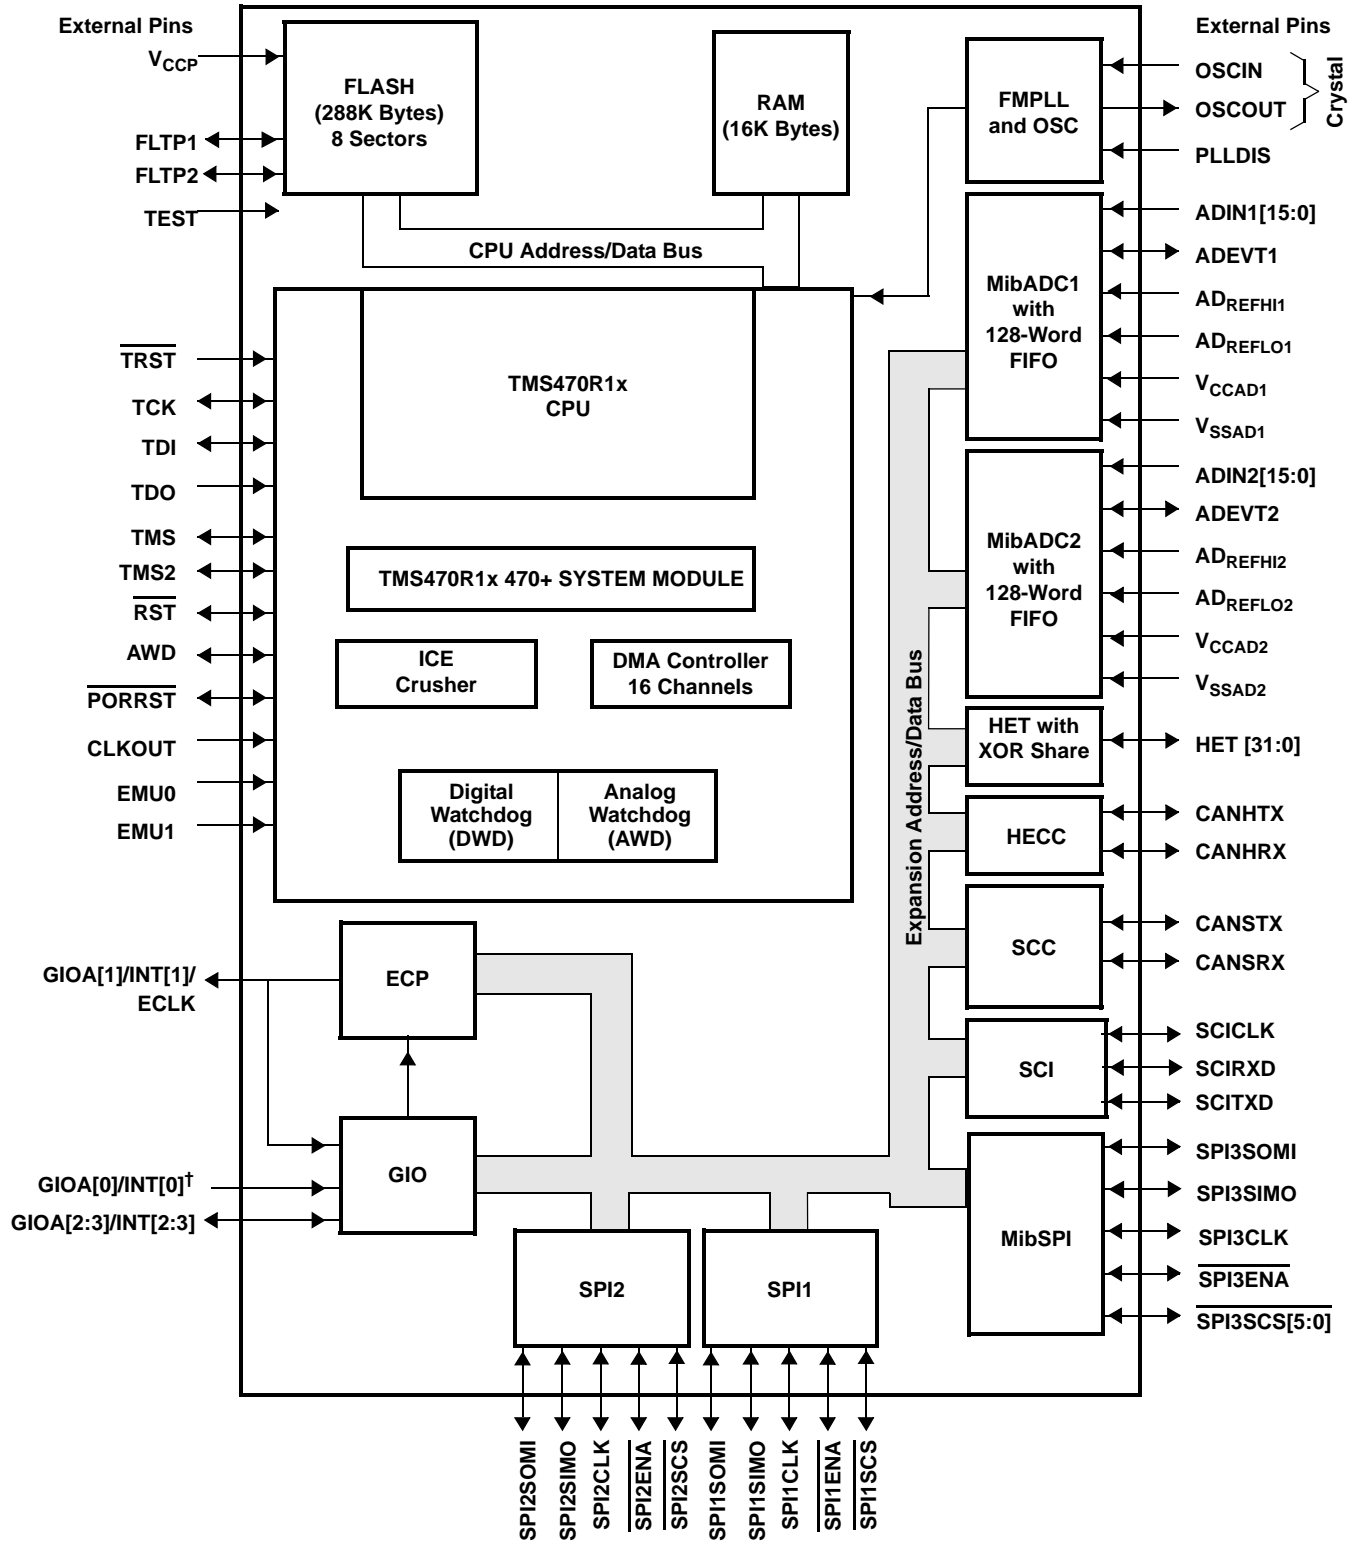 External Pins
VCCP
FLTP1
FLTP2
TEST
FLASH
(288K Bytes)
8 Sectors
RAM
(16K Bytes)
FMPLL
and OSC
External Pins
OSCIN
OSCOUT
Crystal
PLLDIS
CPU Address/Data Bus
ADIN1[15:0]
ADEVT1
ADREFHI1
ADREFLO1
VCCAD1
VSSAD1
MibADC1
with
128-Word
FIFO
TRST
TCK
TDI
TDO
TMS
TMS2
RST
AWD
PORRST
CLKOUT
EMU0
EMU1
TMS470R1x
CPU
TMS470R1x 470+ SYSTEM MODULE
ICE
Crusher
DMA Controller
16 Channels
Digital
Watchdog
(DWD)
Analog
Watchdog
(AWD)
Expansion Address/Data Bus
MibADC2
with
128-Word
FIFO
ADIN2[15:0]
ADEVT2
ADREFHI2
ADREFLO2
VCCAD2
VSSAD2
HET with
XOR Share
HET [31:0]
HECC
CANHTX
CANHRX
SCC
CANSTX
CANSRX
SCI
SCICLK
SCIRXD
SCITXD
MibSPI
SPI3SOMI
SPI3SIMO
SPI3CLK
SPI3ENA
SPI3SCS[5:0]
GIOA[1]/INT[1]/
ECLK
ECP
GIO
GIOA[0]/INT[0]†
GIOA[2:3]/INT[2:3]
SPI2
SPI1
SPI2SOMI
SPI2SIMO
SPI2CLK
SPI2ENA
SPI2SCS
SPI1SOMI
SPI1SIMO
SPI1CLK
SPI1ENA
SPI1SCS